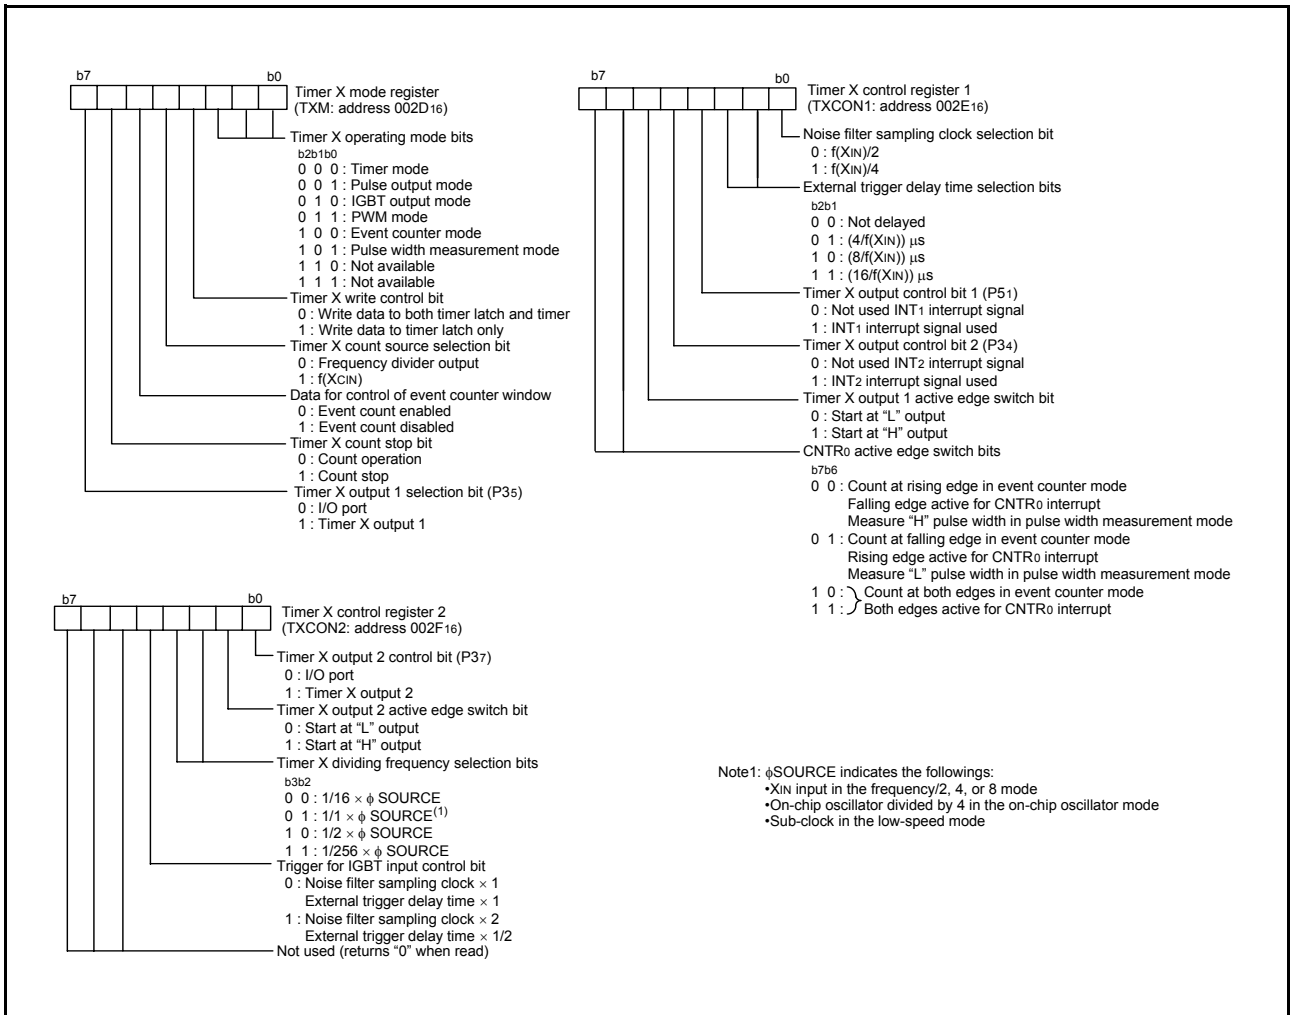 b7 b0
Timer X mode register
(TXM: address 002D16)
Timer X operating mode bits
b2b1b0
0 0 0 : Timer mode
0 0 1 : Pulse output mode
0 1 0 : IGBT output mode
0 1 1 : PWM mode
1 0 0 : Event counter mode
1 0 1 : Pulse width measurement mode
1 1 0 : Not available
1 1 1 : Not available
Timer X write control bit
0 : Write data to both timer latch and timer
1 : Write data to timer latch only
Timer X count source selection bit
0 : Frequency divider output
1 : f(XCIN)
Data for control of event counter window
0 : Event count enabled
1 : Event count disabled
Timer X count stop bit
0 : Count operation
1 : Count stop
Timer X output 1 selection bit (P35)
0 : I/O port
1 : Timer X output 1
b7 b0
Timer X control register 1
(TXCON1: address 002E16)
Noise filter sampling clock selection bit
0 : f(XIN)/2
1 : f(XIN)/4
External trigger delay time selection bits
b2b1
0 0 : Not delayed
0 1 : (4/f(XIN)) μs
1 0 : (8/f(XIN)) μs
1 1 : (16/f(XIN)) μs
Timer X output control bit 1 (P51)
0 : Not used INT1 interrupt signal
1 : INT1 interrupt signal used
Timer X output control bit 2 (P34)
0 : Not used INT2 interrupt signal
1 : INT2 interrupt signal used
Timer X output 1 active edge switch bit
0 : Start at “L” output
1 : Start at “H” output
CNTR0 active edge switch bits
b7b6
0 0 : Count at rising edge in event counter mode
Falling edge active for CNTR0 interrupt
Measure “H” pulse width in pulse width measurement mode
0 1 : Count at falling edge in event counter mode
Rising edge active for CNTR0 interrupt
Measure “L” pulse width in pulse width measurement mode
1 0 : Count at both edges in event counter mode
1 1 : Both edges active for CNTR0 interrupt
b7 b0
Timer X control register 2
(TXCON2: address 002F16)
Timer X output 2 control bit (P37)
0 : I/O port
1 : Timer X output 2
Timer X output 2 active edge switch bit
0 : Start at “L” output
1 : Start at “H” output
Timer X dividing frequency selection bits
b3b2
0 0 : 1/16 × φ SOURCE
0 1 : 1/1 × φ SOURCE(1)
1 0 : 1/2 × φ SOURCE
1 1 : 1/256 × φ SOURCE
Trigger for IGBT input control bit
0 : Noise filter sampling clock × 1
External trigger delay time × 1
1 : Noise filter sampling clock × 2
External trigger delay time × 1/2
Not used (returns “0” when read)
Note1: φSOURCE indicates the followings:
•XIN input in the frequency/2, 4, or 8 mode
•On-chip oscillator divided by 4 in the on-chip oscillator mode
•Sub-clock in the low-speed mode